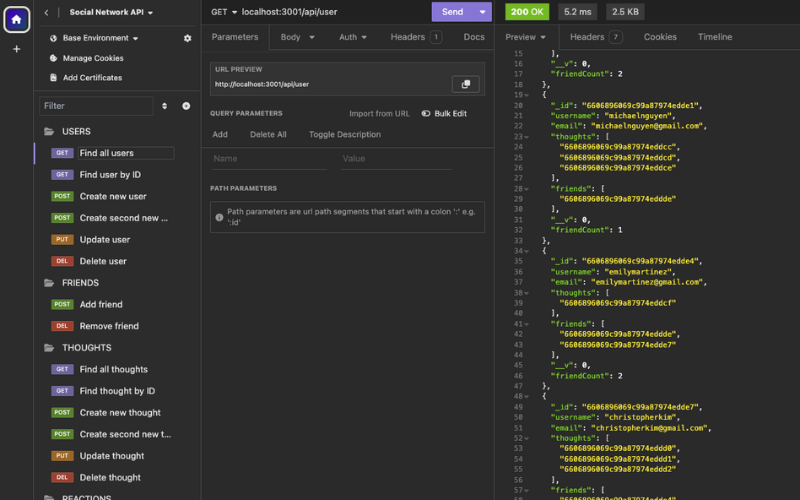 Social Network API
Base Environment
Manage Cookies
Add Certificates
Filter
USERS
GET Find all users
GET Find user by ID
POST Create new user
POST Create second new ...
PUT Update user
DEL Delete user
FRIENDS
POST Add friend
DEL Remove friend
THOUGHTS
GET Find all thoughts
GET Find thought by ID
POST Create new thought
POST Create second new t...
PUT Update thought
DEL Delete thought
REACTIONS
GET localhost:3001/api/user Send
Parameters Body Auth Headers 1 Docs
URL PREVIEW
http://localhost:3001/api/user
QUERY PARAMETERS Import from URL Bulk Edit
Add Delete All Toggle Description
Name Value
PATH PARAMETERS
Path parameters are url path segments that start with a colon ':' e.g.
':id'
200 OK 5.2 ms 2.5 KB
Preview Headers 7 Cookies Timeline
15 ],
16 "__v": 0,
17 "friendCount": 2
18 },
19 {
20 "_id": "6606896069c99a87974edde1",
21 "username": "michaelnguyen",
22 "email": "michaelnguyen@gmail.com",
23 "thoughts": [
24 "6606896069c99a87974eddcc",
25 "6606896069c99a87974eddcd",
26 "6606896069c99a87974eddce"
27 ],
28 "friends": [
29 "6606896069c99a87974eddde"
30 ],
31 "__v": 0,
32 "friendCount": 1
33 },
34 {
35 "_id": "6606896069c99a87974edde4",
36 "username": "emilymartinez",
37 "email": "emilymartinez@gmail.com",
38 "thoughts": [
39 "6606896069c99a87974eddcf"
40 ],
41 "friends": [
42 "6606896069c99a87974eddde",
43 "6606896069c99a87974edde7"
44 ],
45 "__v": 0,
46 "friendCount": 2
47 },
48 {
49 "_id": "6606896069c99a87974edde7",
50 "username": "christopherkim",
51 "email": "christopherkim@gmail.com",
52 "thoughts": [
53 "6606896069c99a87974eddd0",
54 "6606896069c99a87974eddd1",
55 "6606896069c99a87974eddd2"
56 ],
57 "friends": [